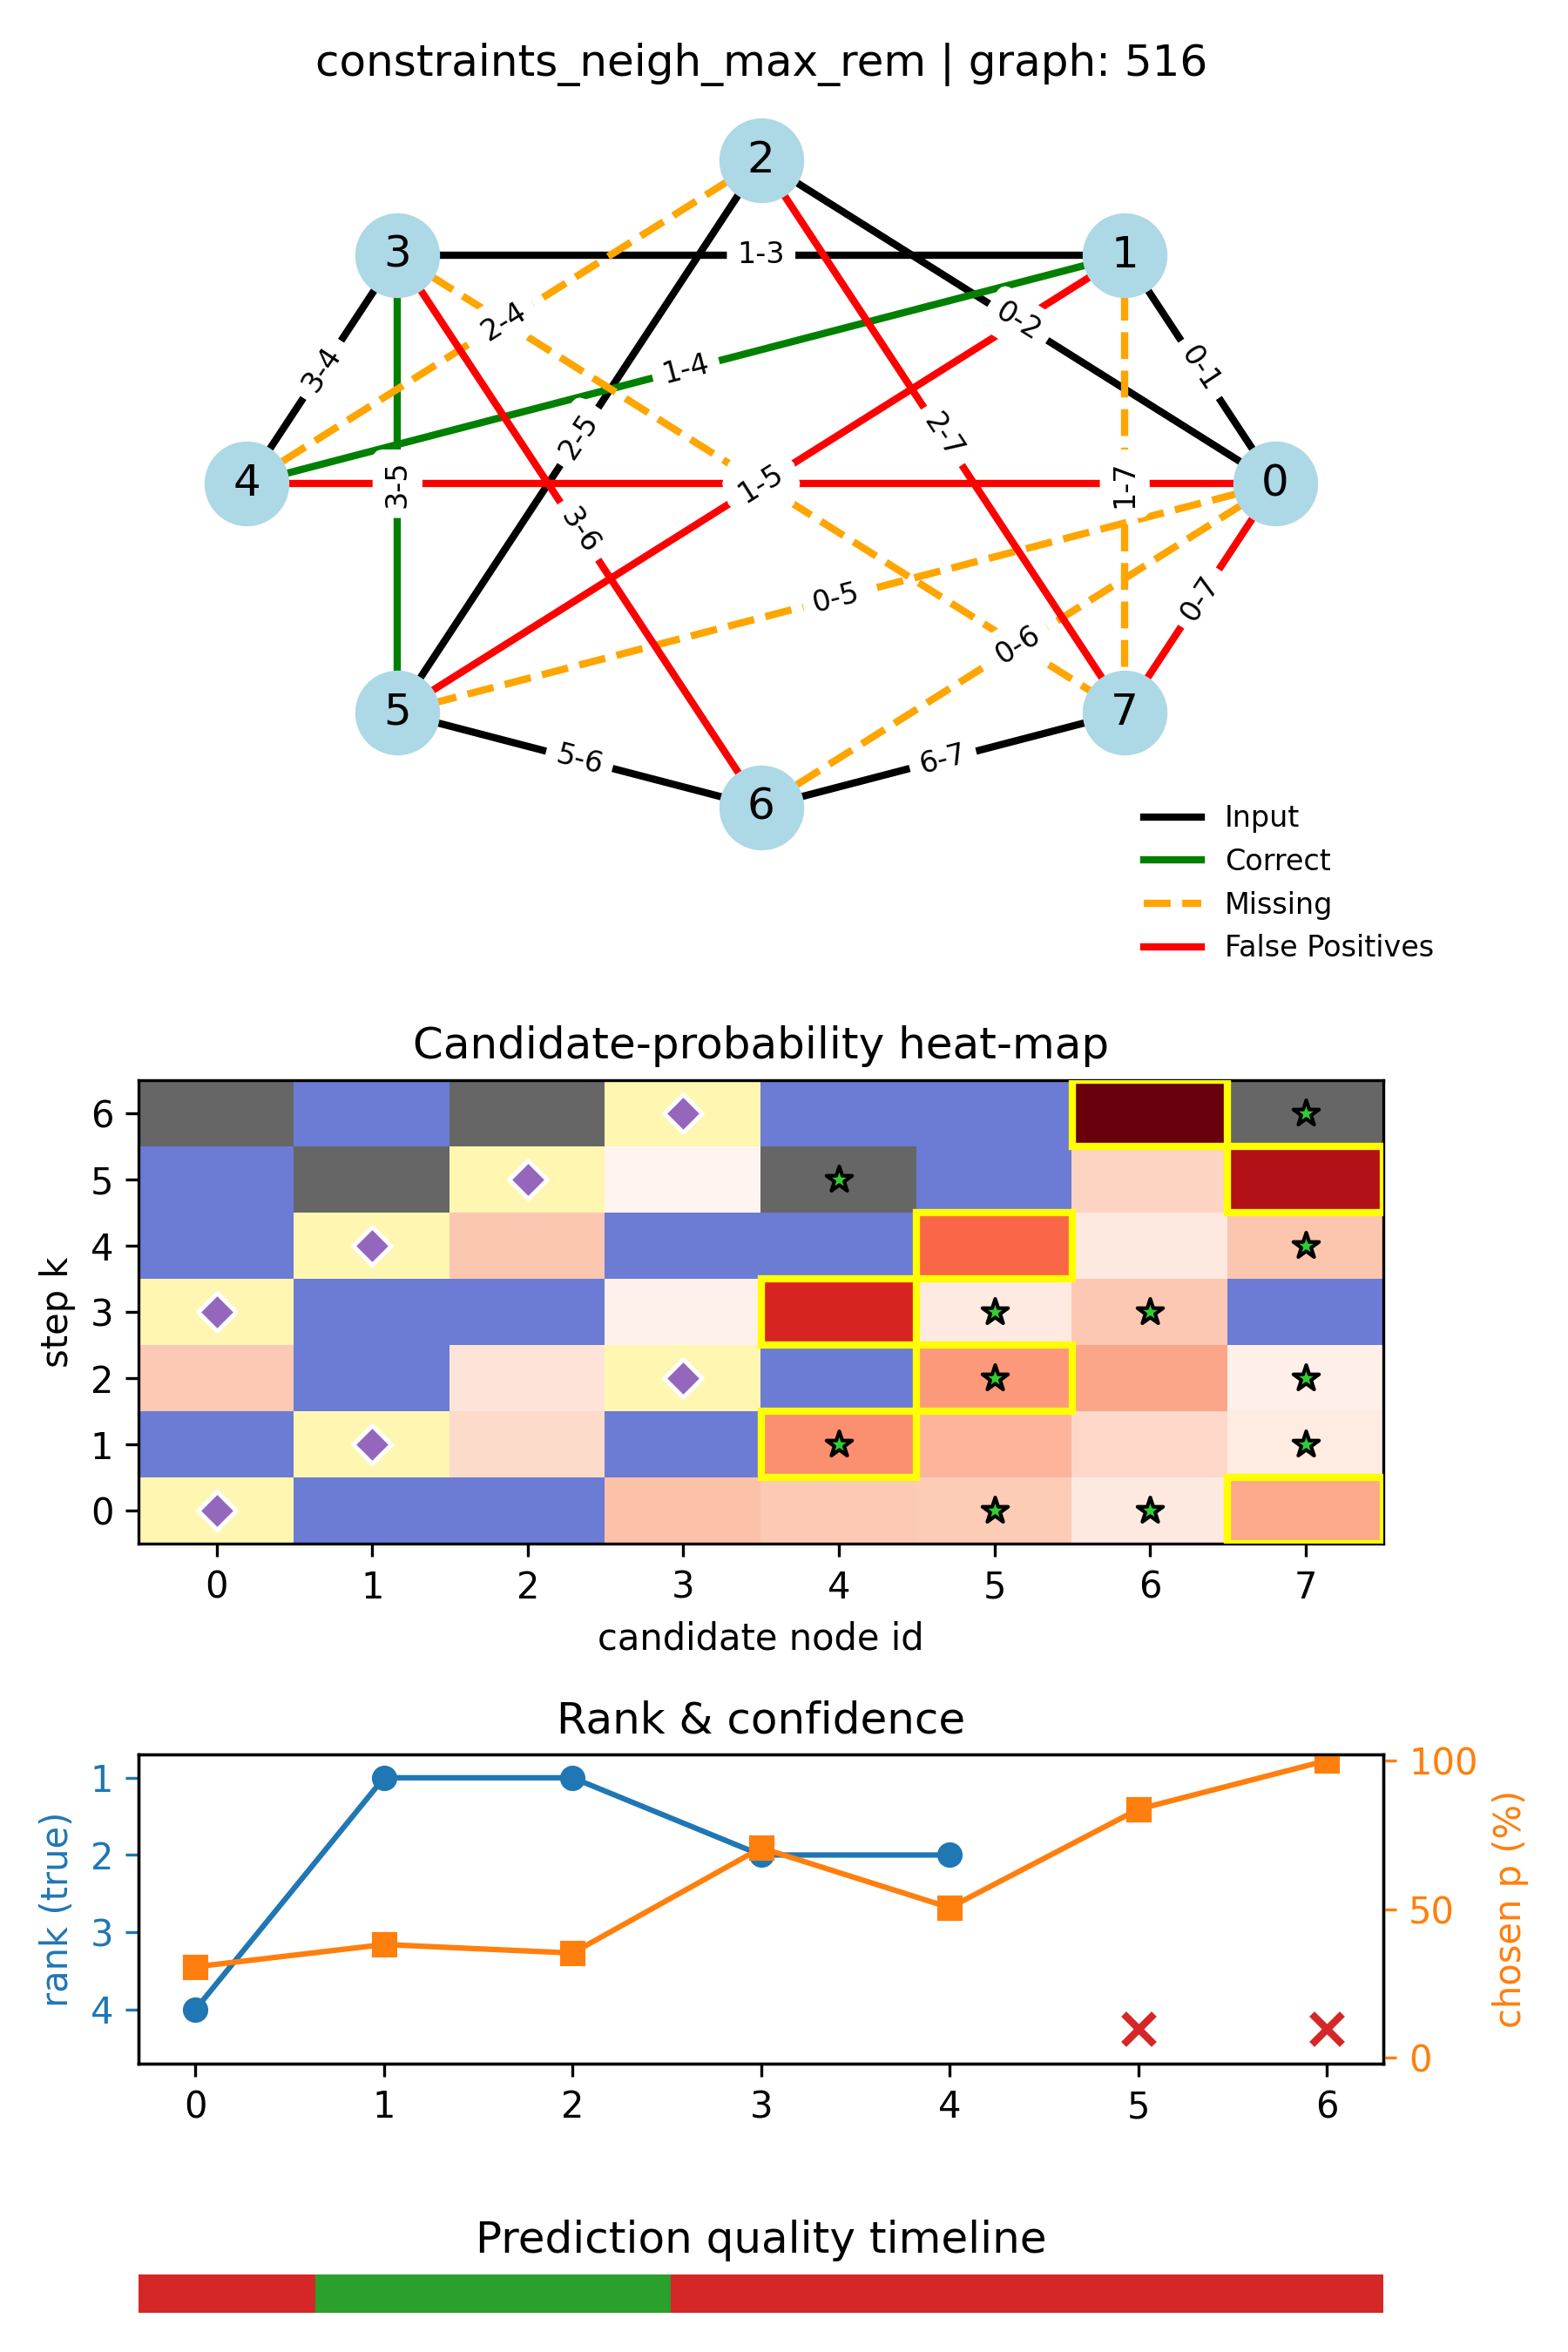 constraints_neigh_max_rem | graph: 516
2
3
1
1-3
0-2
2-4
0-1
3-4
1-4
2-5
2-7
4
3-5
1-5
1-7
0
3-6
0-5
0-7
0-6
5
7
5-6
6-7
6
Input
Correct
Missing
False Positives
Candidate-probability heat-map
6
5
4
3
2
1
0
step k
0 1 2 3 4 5 6 7
candidate node id
Rank & confidence
1
2
3
4
rank (true)
100
50
0
chosen p (%)
0 1 2 3 4 5 6
Prediction quality timeline